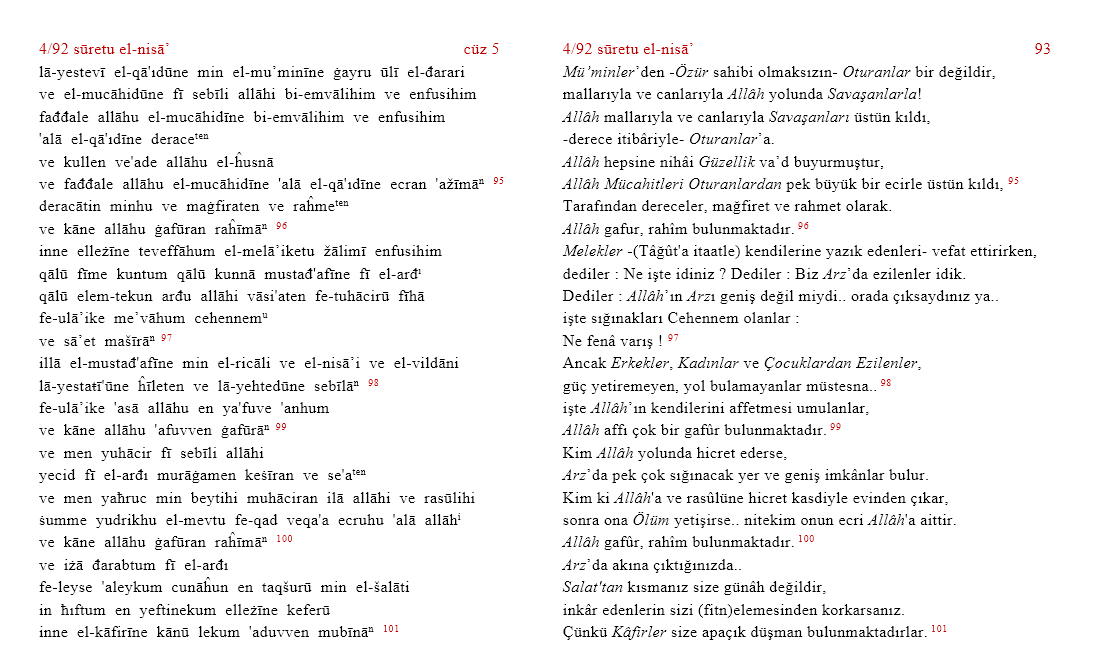 4/92 sūretu el-nisā’ cüz 5
lā-yestevī el-qā'ıdūne min el-mu’minīne ġayru ūlī el-đarari
ve el-mucāhidūne fī sebīli allāhi bi-emvālihim ve enfusihim
fađđale allāhu el-mucāhidīne bi-emvālihim ve enfusihim
'alā el-qā'ıdīne deraceᵗᵉⁿ
ve kullen ve'ade allāhu el-ĥusnā
ve fađđale allāhu el-mucāhidīne 'alā el-qā'ıdīne ecran 'ažīmāⁿ 95
deracātin minhu ve maġfiraten ve raĥmeᵗᵉⁿ
ve kāne allāhu ġafūran raĥīmāⁿ 96
inne elleżīne teveffāhum el-melā’iketu žālimī enfusihim
qālū fīme kuntum qālū kunnā mustađ'afīne fī el-arđᶦ
qālū elem-tekun arđu allāhi vāsi'aten fe-tuhācirū fīhā
fe-ulā’ike me’vāhum cehennemᵘ
ve sā’et mašīrāⁿ 97
illā el-mustađ'afīne min el-ricāli ve el-nisā’i ve el-vildāni
lā-yestaŧī'ūne ĥīleten ve lā-yehtedūne sebīlāⁿ 98
fe-ulā’ike 'asā allāhu en ya'fuve 'anhum
ve kāne allāhu 'afuvven ġafūrāⁿ 99
ve men yuhācir fī sebīli allāhi
yecid fī el-arđı murāġamen keśīran ve se'aᵗᵉⁿ
ve men yaħruc min beytihi muhāciran ilā allāhi ve rasūlihi
śumme yudrikhu el-mevtu fe-qad veqa'a ecruhu 'alā allāhⁱ
ve kāne allāhu ġafūran raĥīmāⁿ 100
ve iżā đarabtum fī el-arđı
fe-leyse 'aleykum cunāĥun en taqšurū min el-šalāti
in ħıftum en yeftinekum elleżīne keferū
inne el-kāfirīne kānū lekum 'aduvven mubīnāⁿ 101
4/92 sūretu el-nisā’ 93
Mü’minler’den -Özür sahibi olmaksızın- Oturanlar bir değildir,
mallarıyla ve canlarıyla Allâh yolunda Savaşanlarla!
Allâh mallarıyla ve canlarıyla Savaşanları üstün kıldı,
-derece itibâriyle- Oturanlar’a.
Allâh hepsine nihâi Güzellik va’d buyurmuştur,
Allâh Mücahitleri Oturanlardan pek büyük bir ecirle üstün kıldı, 95
Tarafından dereceler, mağfiret ve rahmet olarak.
Allâh gafur, rahîm bulunmaktadır. 96
Melekler -(Tâğût'a itaatle) kendilerine yazık edenleri- vefat ettirirken,
dediler : Ne işte idiniz ? Dediler : Biz Arz’da ezilenler idik.
Dediler : Allâh’ın Arzı geniş değil miydi.. orada çıksaydınız ya..
işte sığınakları Cehennem olanlar :
Ne fenâ varış ! 97
Ancak Erkekler, Kadınlar ve Çocuklardan Ezilenler,
güç yetiremeyen, yol bulamayanlar müstesna.. 98
işte Allâh’ın kendilerini affetmesi umulanlar,
Allâh affı çok bir gafûr bulunmaktadır. 99
Kim Allâh yolunda hicret ederse,
Arz’da pek çok sığınacak yer ve geniş imkânlar bulur.
Kim ki Allâh'a ve rasûlüne hicret kasdiyle evinden çıkar,
sonra ona Ölüm yetişirse.. nitekim onun ecri Allâh'a aittir.
Allâh gafûr, rahîm bulunmaktadır. 100
Arz’da akına çıktığınızda..
Salat'tan kısmanız size günâh değildir,
inkâr edenlerin sizi (fitn)elemesinden korkarsanız.
Çünkü Kâfirler size apaçık düşman bulunmaktadırlar. 101